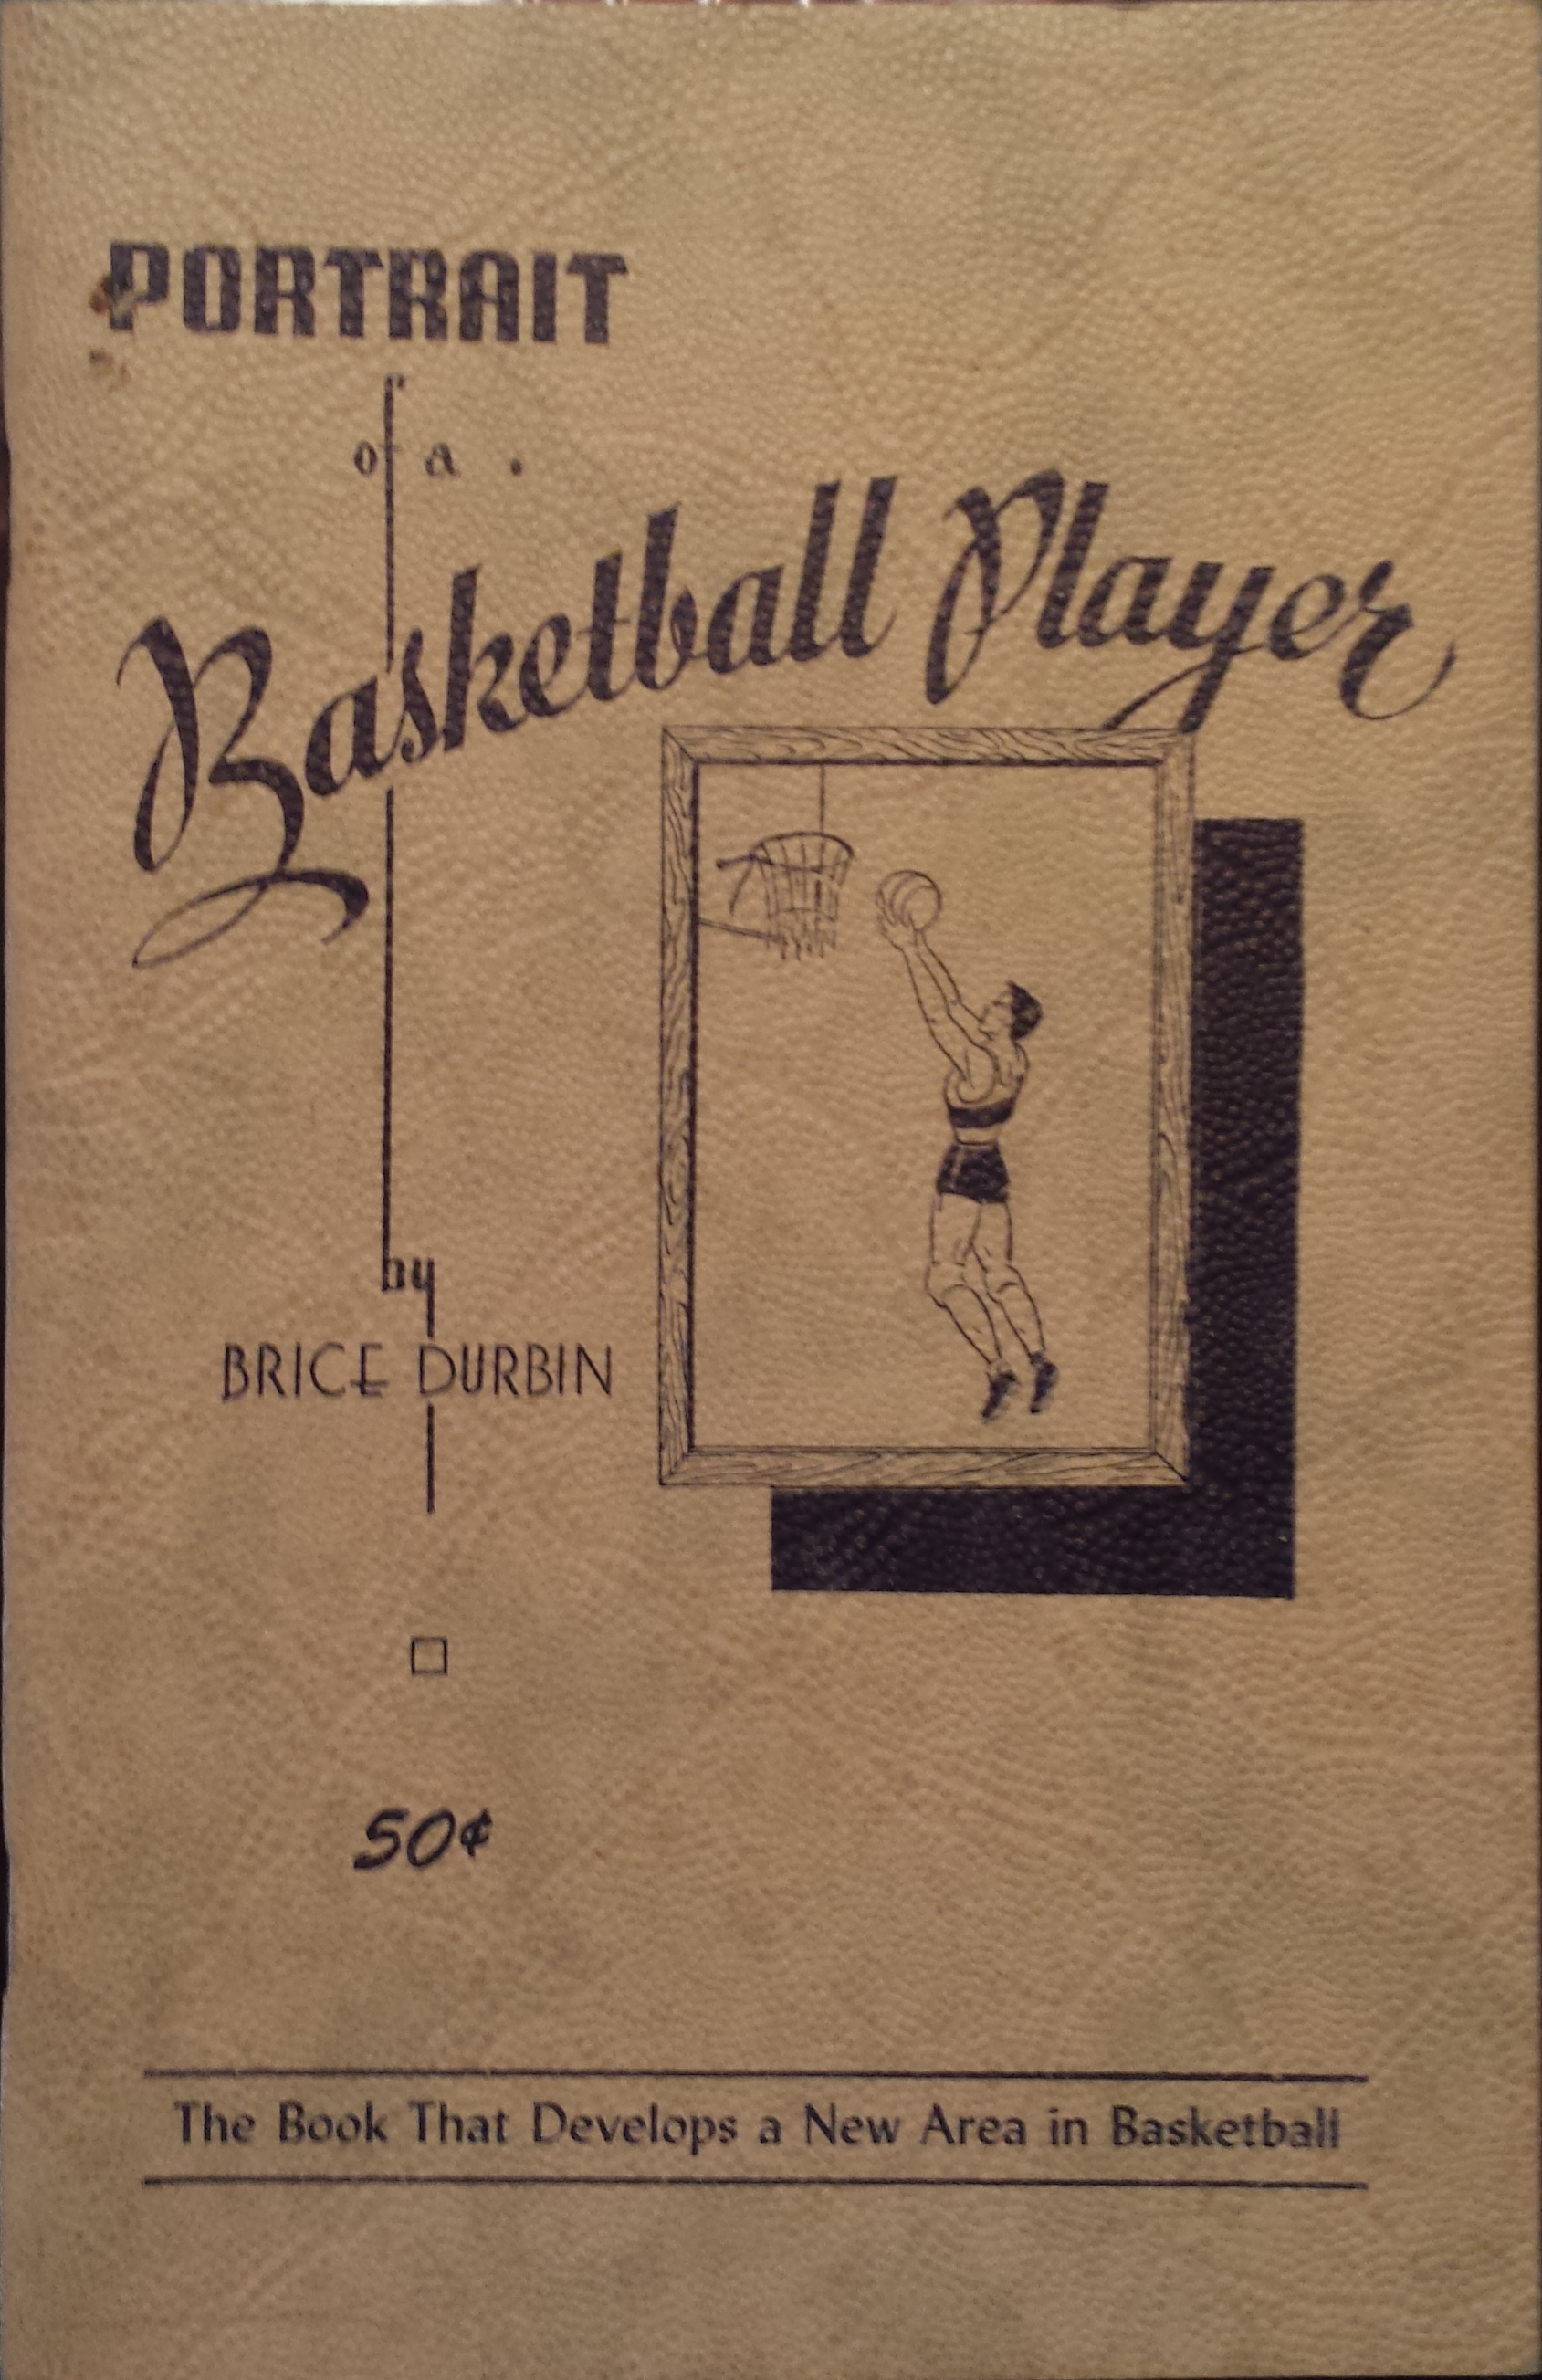 PORTRAIT
of a
Basketball Player
by
BRICE DURBIN
50¢
The Book That Develops a New Area in Basketball